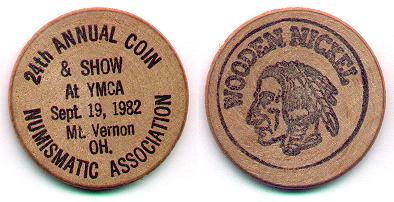 24th ANNUAL COIN
& SHOW
At YMCA
Sept. 19, 1982
Mt. Vernon
OH.
NUMISMATIC ASSOCIATION
WOODEN NICKEL